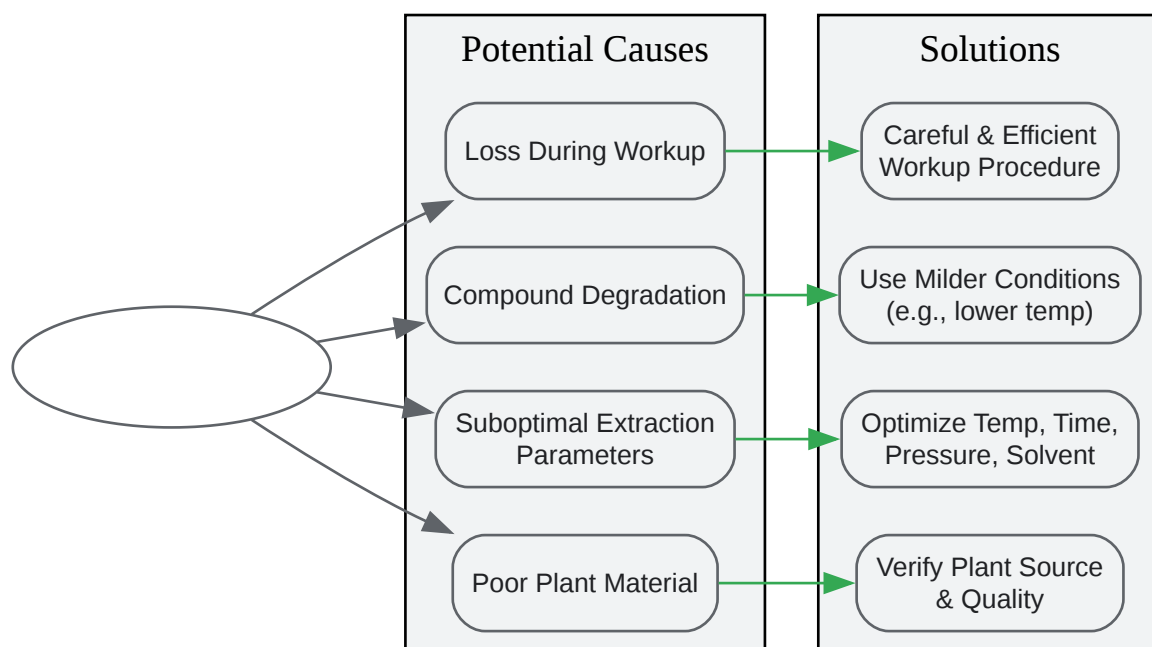 Potential Causes
Solutions
Loss During Workup
Careful & Efficient
Workup Procedure
Compound Degradation
Use Milder Conditions
(e.g., lower temp)
Suboptimal Extraction
Parameters
Optimize Temp, Time,
Pressure, Solvent
Poor Plant Material
Verify Plant Source
& Quality